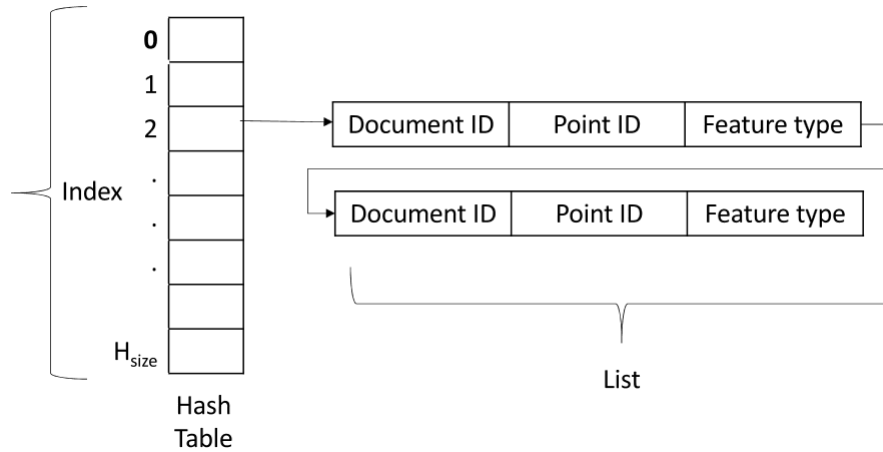 0
1
2
Document ID Point ID Feature type
.
Index
Document ID Point ID Feature type
.
.
H_size
List
Hash
Table